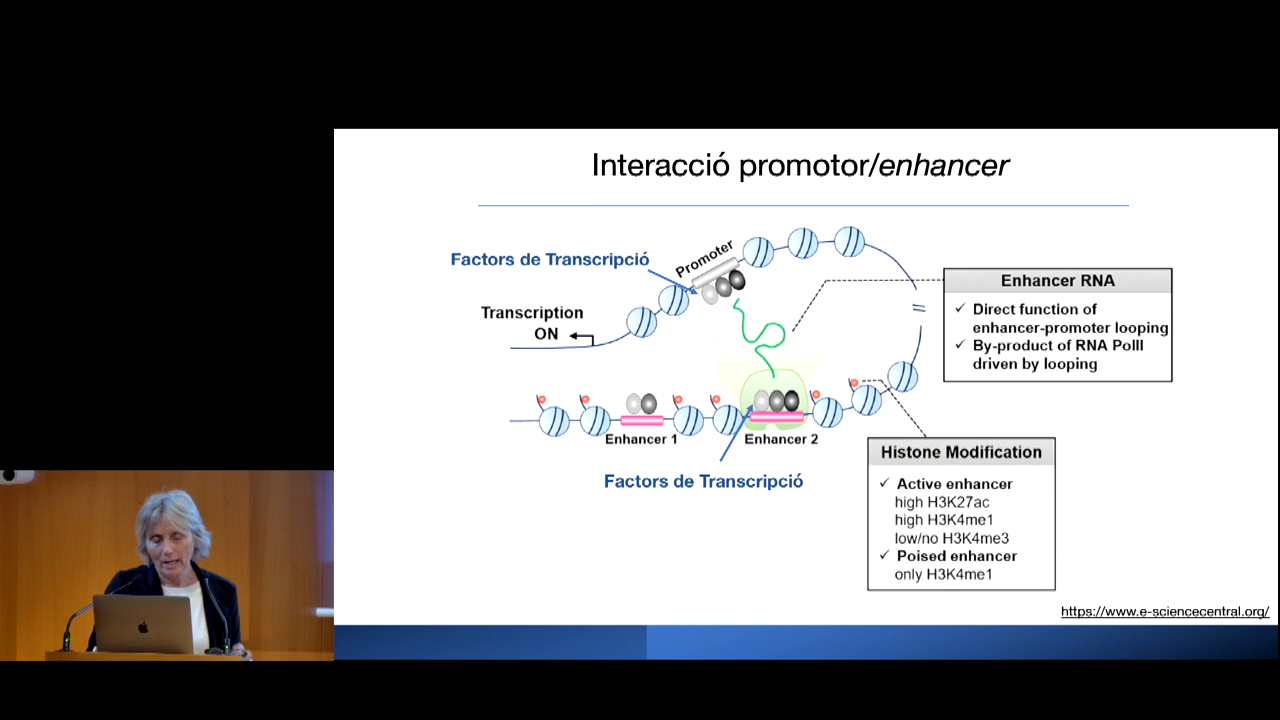 Interacció promotor/enhancer
Factors de Transcripció
Promoter
Transcription
ON
Enhancer RNA
✓ Direct function of
enhancer-promoter looping
✓ By-product of RNA PolII
driven by looping
=
Enhancer 1
Enhancer 2
Factors de Transcripció
Histone Modification
✓ Active enhancer
high H3K27ac
high H3K4me1
low/no H3K4me3
✓ Poised enhancer
only H3K4me1
https://www.e-sciencecentral.org/